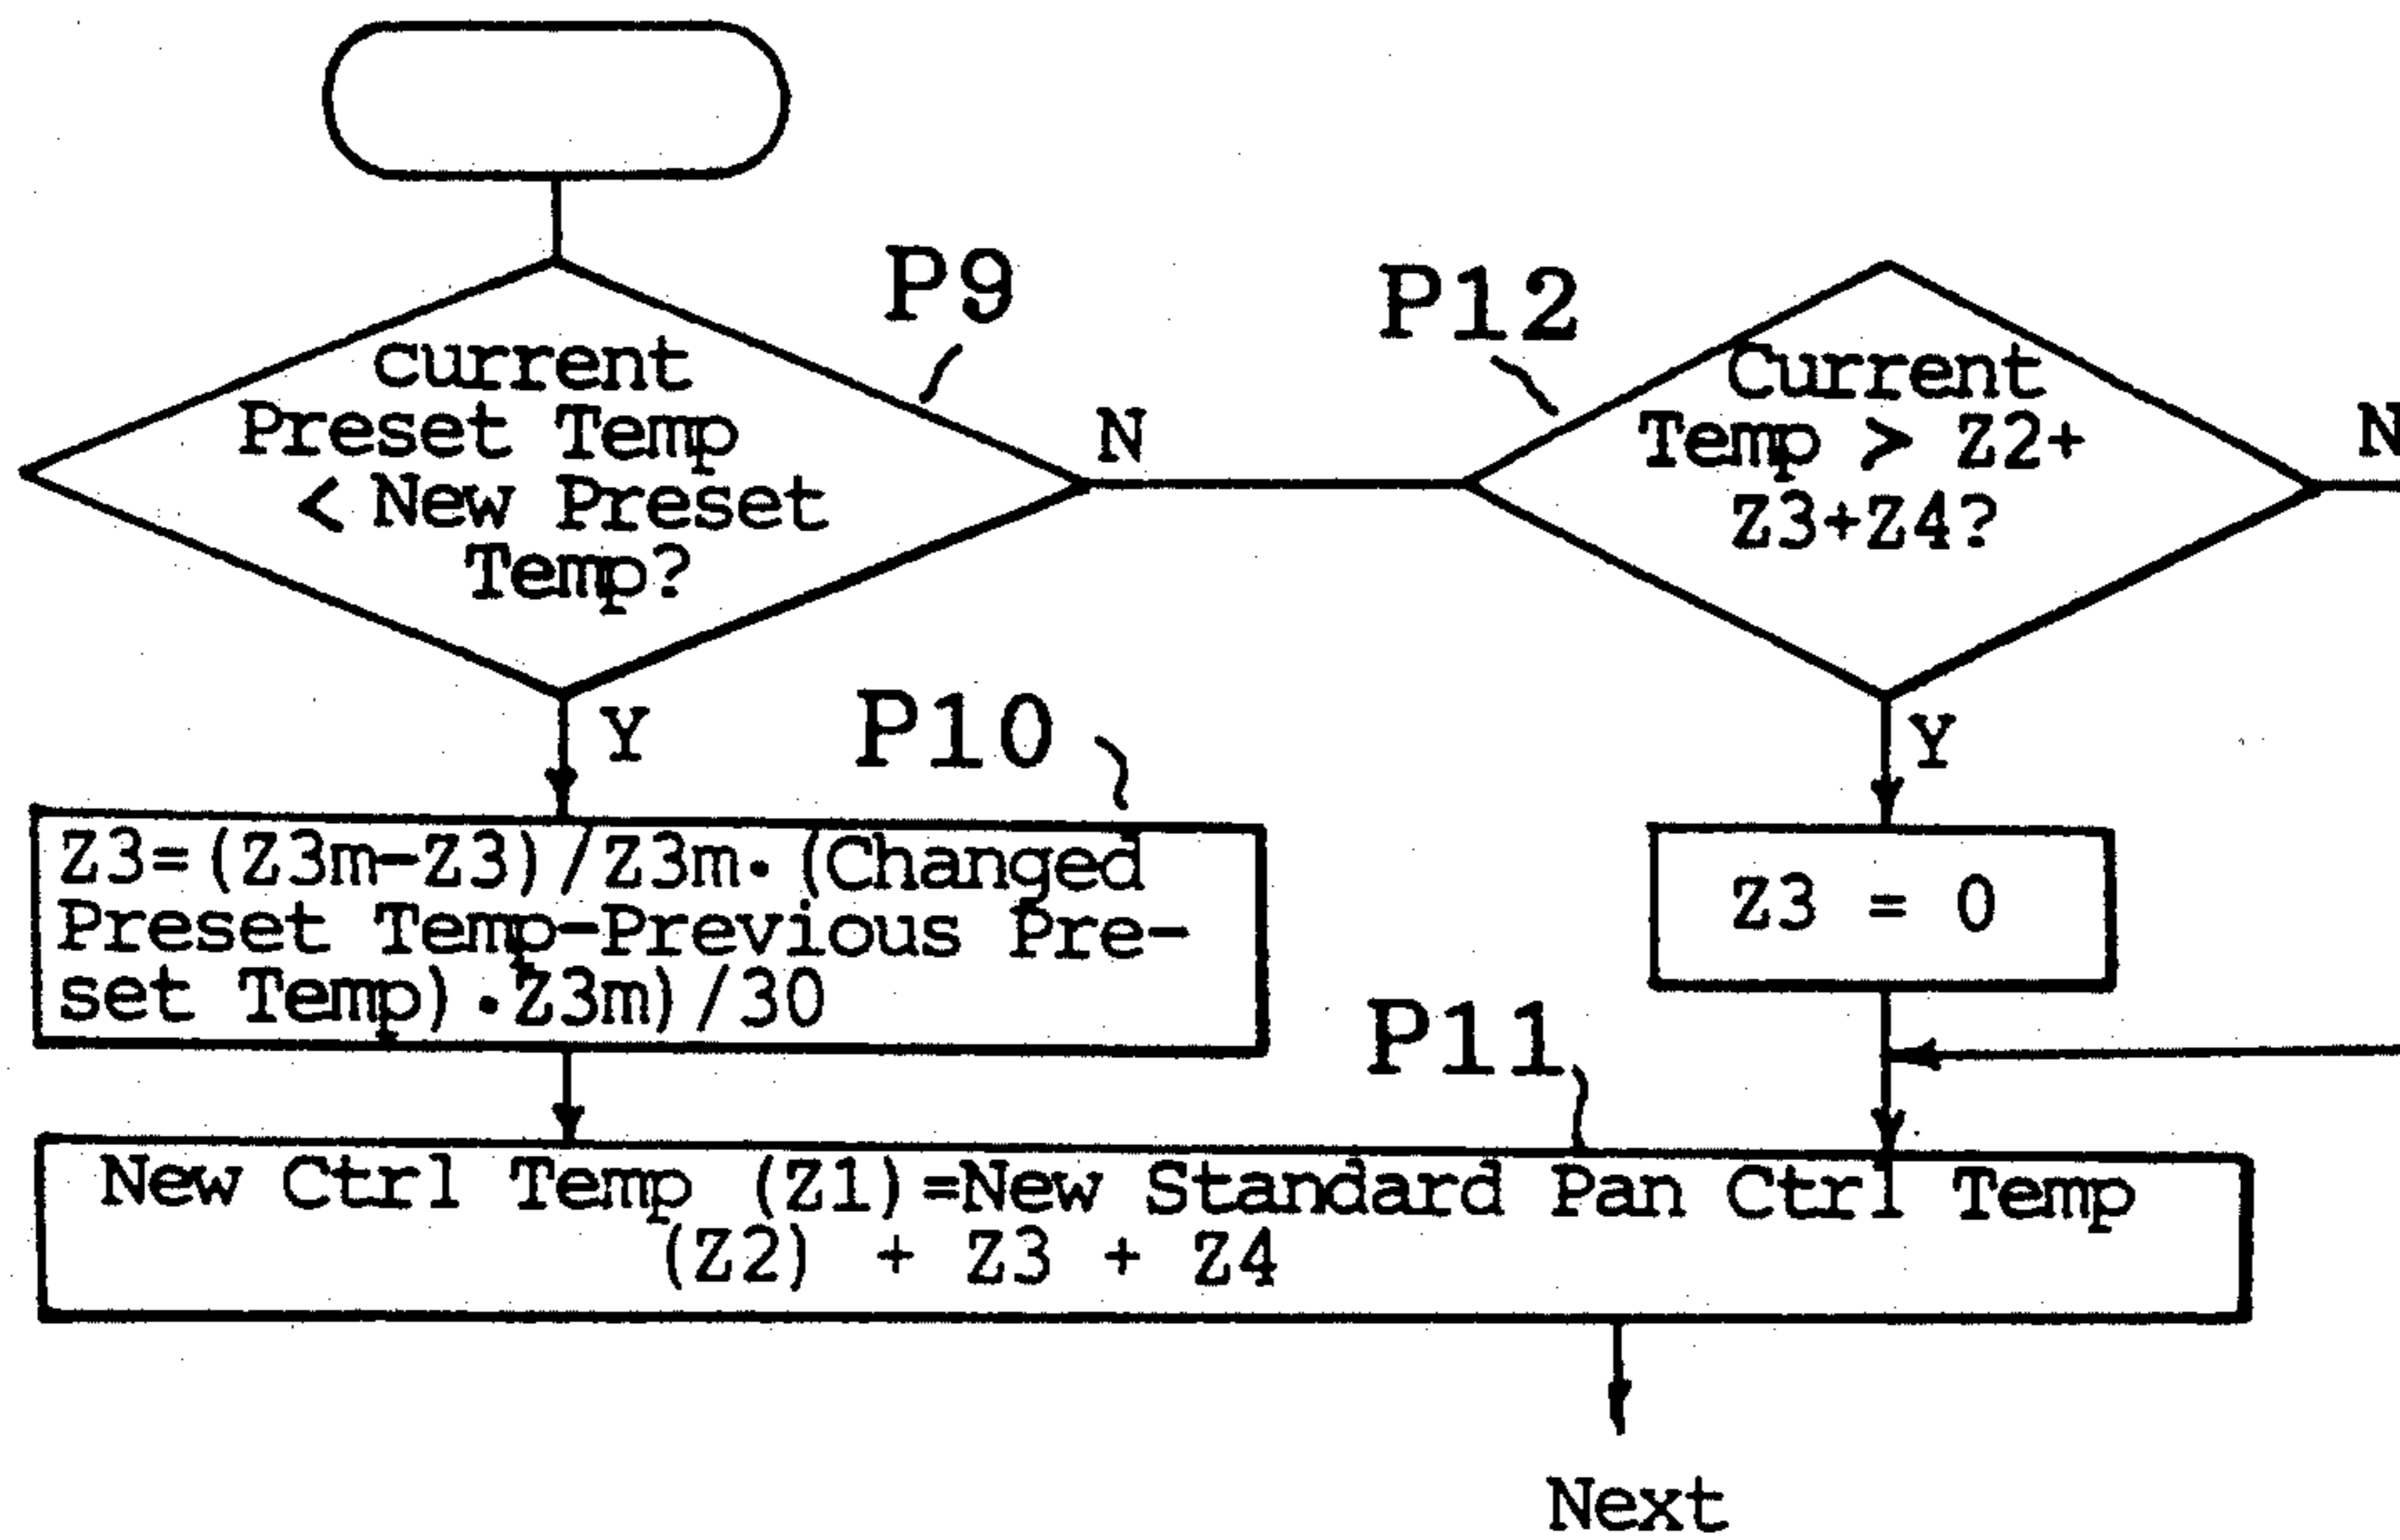 P9
current
Preset Temp
< New Preset
Temp?
N
Y
P12
Current
Temp > Z2+
Z3+Z4?
N
Y
P10
Z3=(Z3m-Z3)/Z3m•(Changed
Preset Temp-Previous Pre-
set Temp)•Z3m)/30
Z3 = 0
P11
New Ctrl Temp (Z1)=New Standard Pan Ctrl Temp
(Z2) + Z3 + Z4
Next